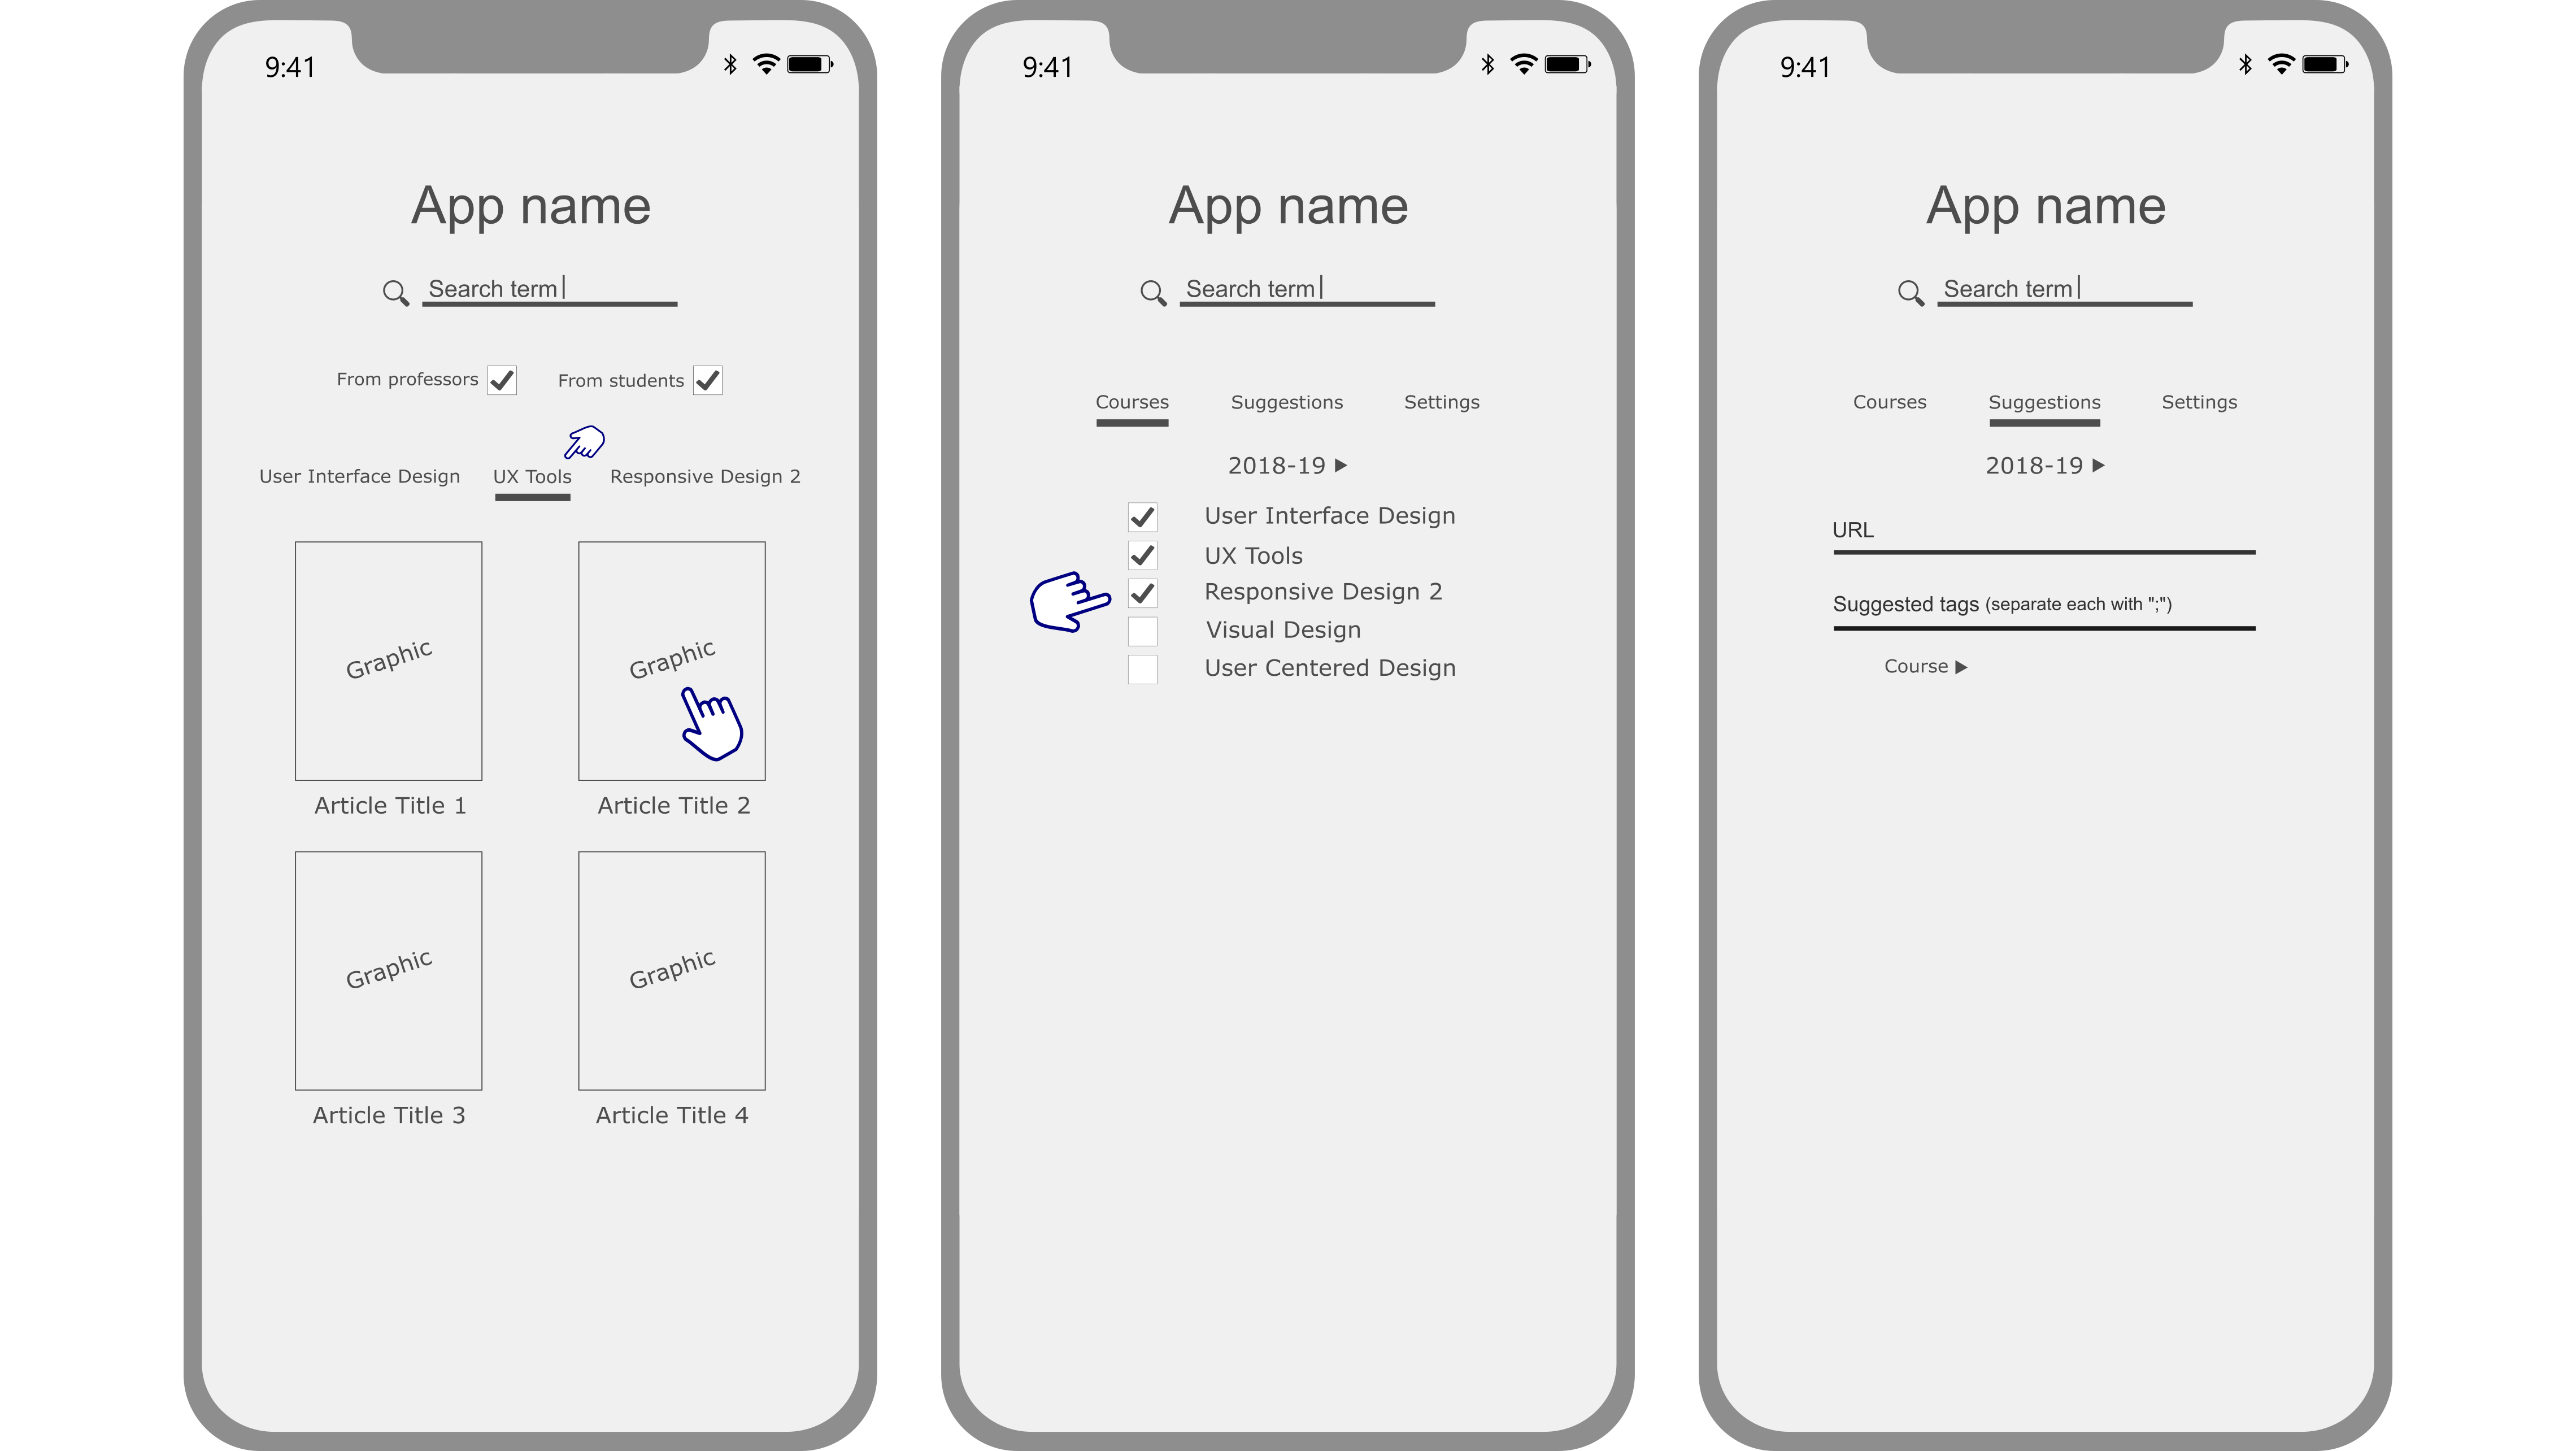 9:41
App name
Search term
From professors
From students
User Interface Design
UX Tools
Responsive Design 2
Graphic
Graphic
Article Title 1
Article Title 2
Graphic
Graphic
Article Title 3
Article Title 4
9:41
App name
Search term
Courses
Suggestions
Settings
2018-19
User Interface Design
UX Tools
Responsive Design 2
Visual Design
User Centered Design
9:41
App name
Search term
Courses
Suggestions
Settings
2018-19
URL
Suggested tags (separate each with ";")
Course